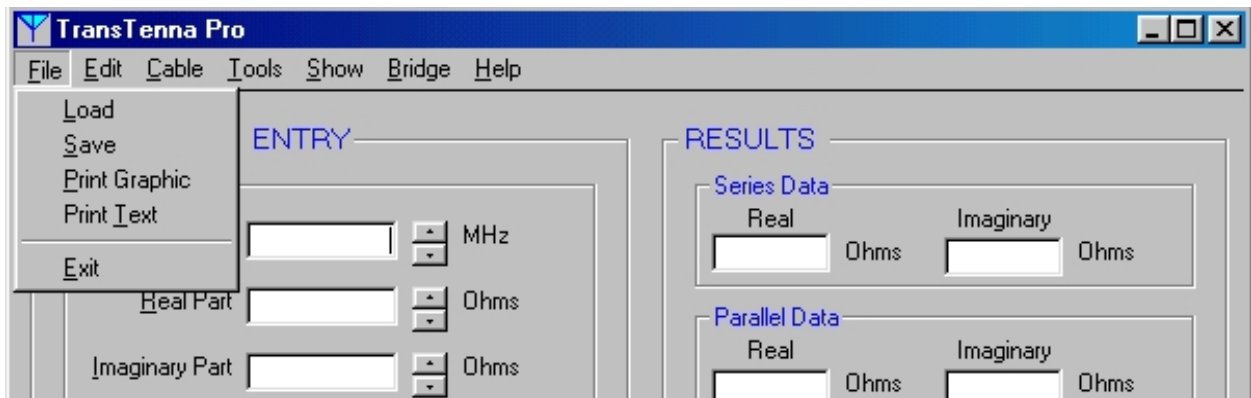 TransTenna Pro
File Edit Cable Tools Show Bridge Help
Load
Save
Print Graphic
Print Text
Exit
ENTRY
MHz
Real Part
Ohms
Imaginary Part
Ohms
RESULTS
Series Data
Real Imaginary
Ohms Ohms
Parallel Data
Real Imaginary
Ohms Ohms